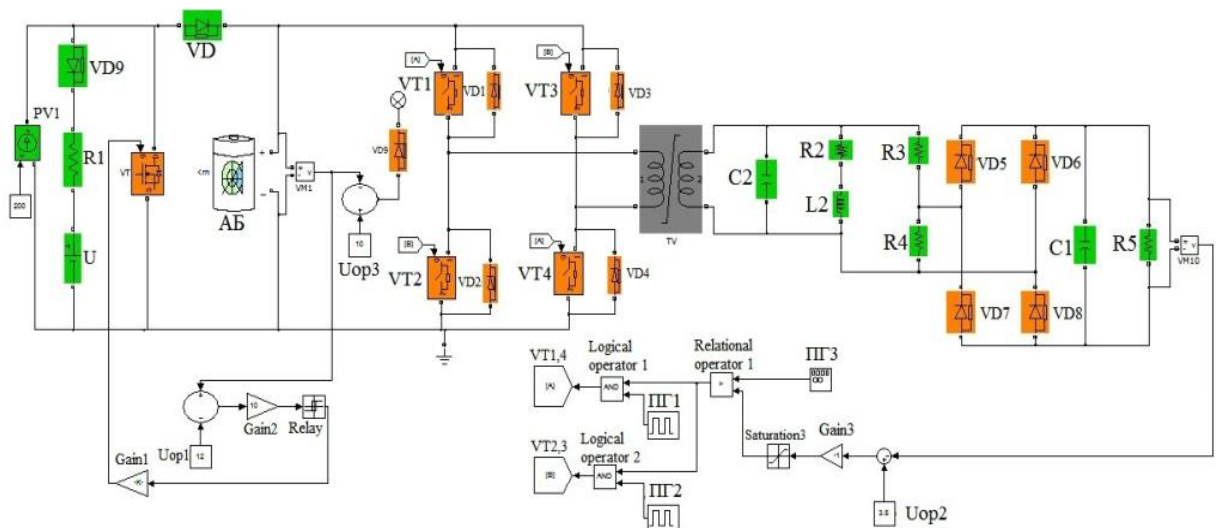 VD
VD9
PV1
R1
200
U
VT
АБ
VM1
10
Uop3
VD9
[A]
VT1
VD1
[B]
VT3
VD3
[B]
VT2
VD2
[A]
VT4
VD4
1
2
TV
C2
R2
L2
R3
R4
VD5
VD6
VD7
VD8
C1
R5
VM10
Uop1
12
10
Gain2
Relay
Gain1
VT1,4
[A]
Logical
operator 1
AND
ПГ1
Relational
operator 1
ПГ3
VT2,3
[B]
Logical
operator 2
AND
ПГ2
Saturation3
Gain3
-1
Uop2